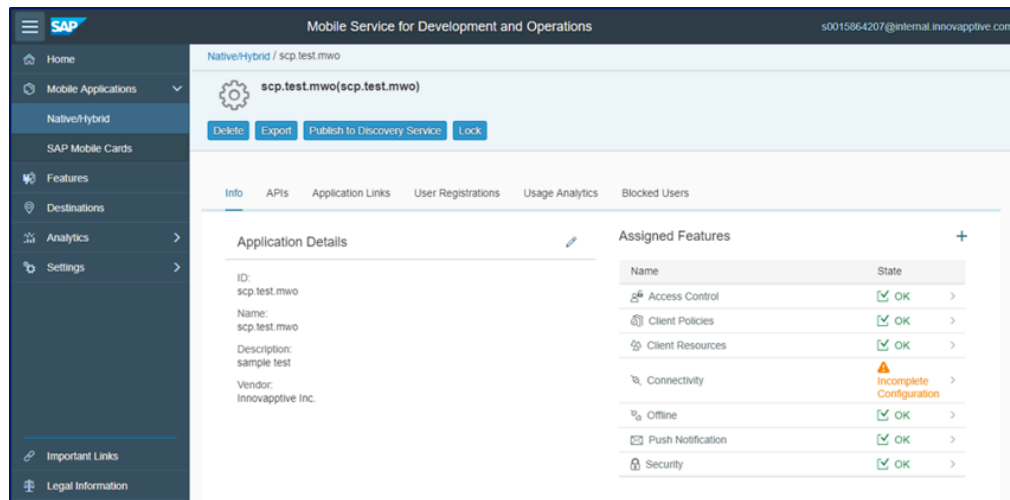 SAP
Mobile Service for Development and Operations
s0015864207@internal.innovapptive.com
Home
Mobile Applications
Native/Hybrid
SAP Mobile Cards
Features
Destinations
Analytics
Settings
Important Links
Legal Information
Native/Hybrid / scp.test.mwo
scp.test.mwo(scp.test.mwo)
Delete Export Publish to Discovery Service Lock
Info APIs Application Links User Registrations Usage Analytics Blocked Users
Application Details
ID:
scp.test.mwo
Name:
scp.test.mwo
Description:
sample test
Vendor:
Innovapptive Inc.
Assigned Features
Name State
Access Control OK
Client Policies OK
Client Resources OK
Connectivity Incomplete
Configuration
Offline OK
Push Notification OK
Security OK